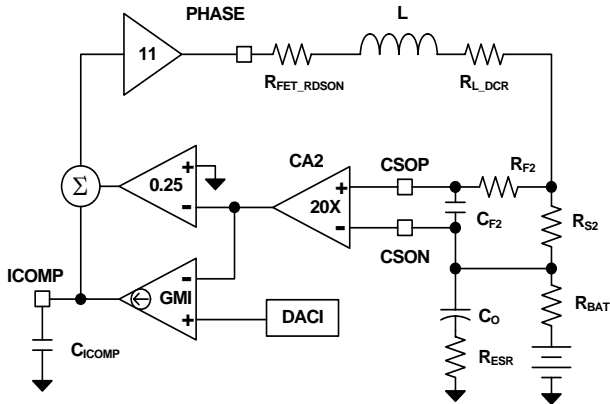 PHASE
L
11
R_FET_RDSON
R_L_DCR
Σ
0.25
+
-
CA2
20X
+
-
CSOP
CSON
R_F2
C_F2
R_S2
ICOMP
GMI
-
+
DACI
R_BAT
C_O
R_ESR
C_ICOMP